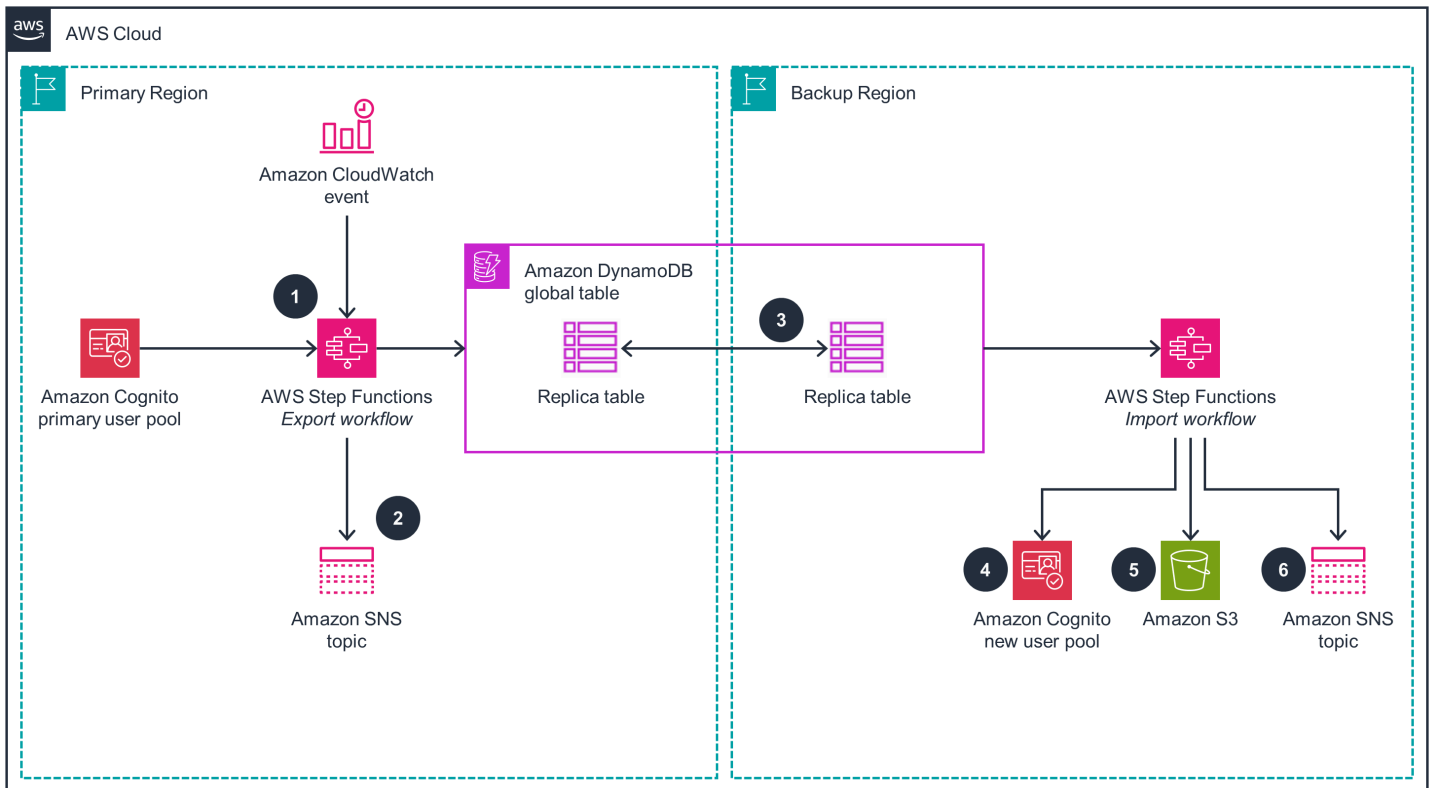 aws
AWS Cloud
Primary Region
Backup Region
Amazon CloudWatch
event
Amazon DynamoDB
global table
1
3
Amazon Cognito
primary user pool
AWS Step Functions
Export workflow
Replica table
Replica table
AWS Step Functions
Import workflow
2
4
5
6
Amazon SNS
topic
Amazon Cognito
new user pool
Amazon S3
Amazon SNS
topic